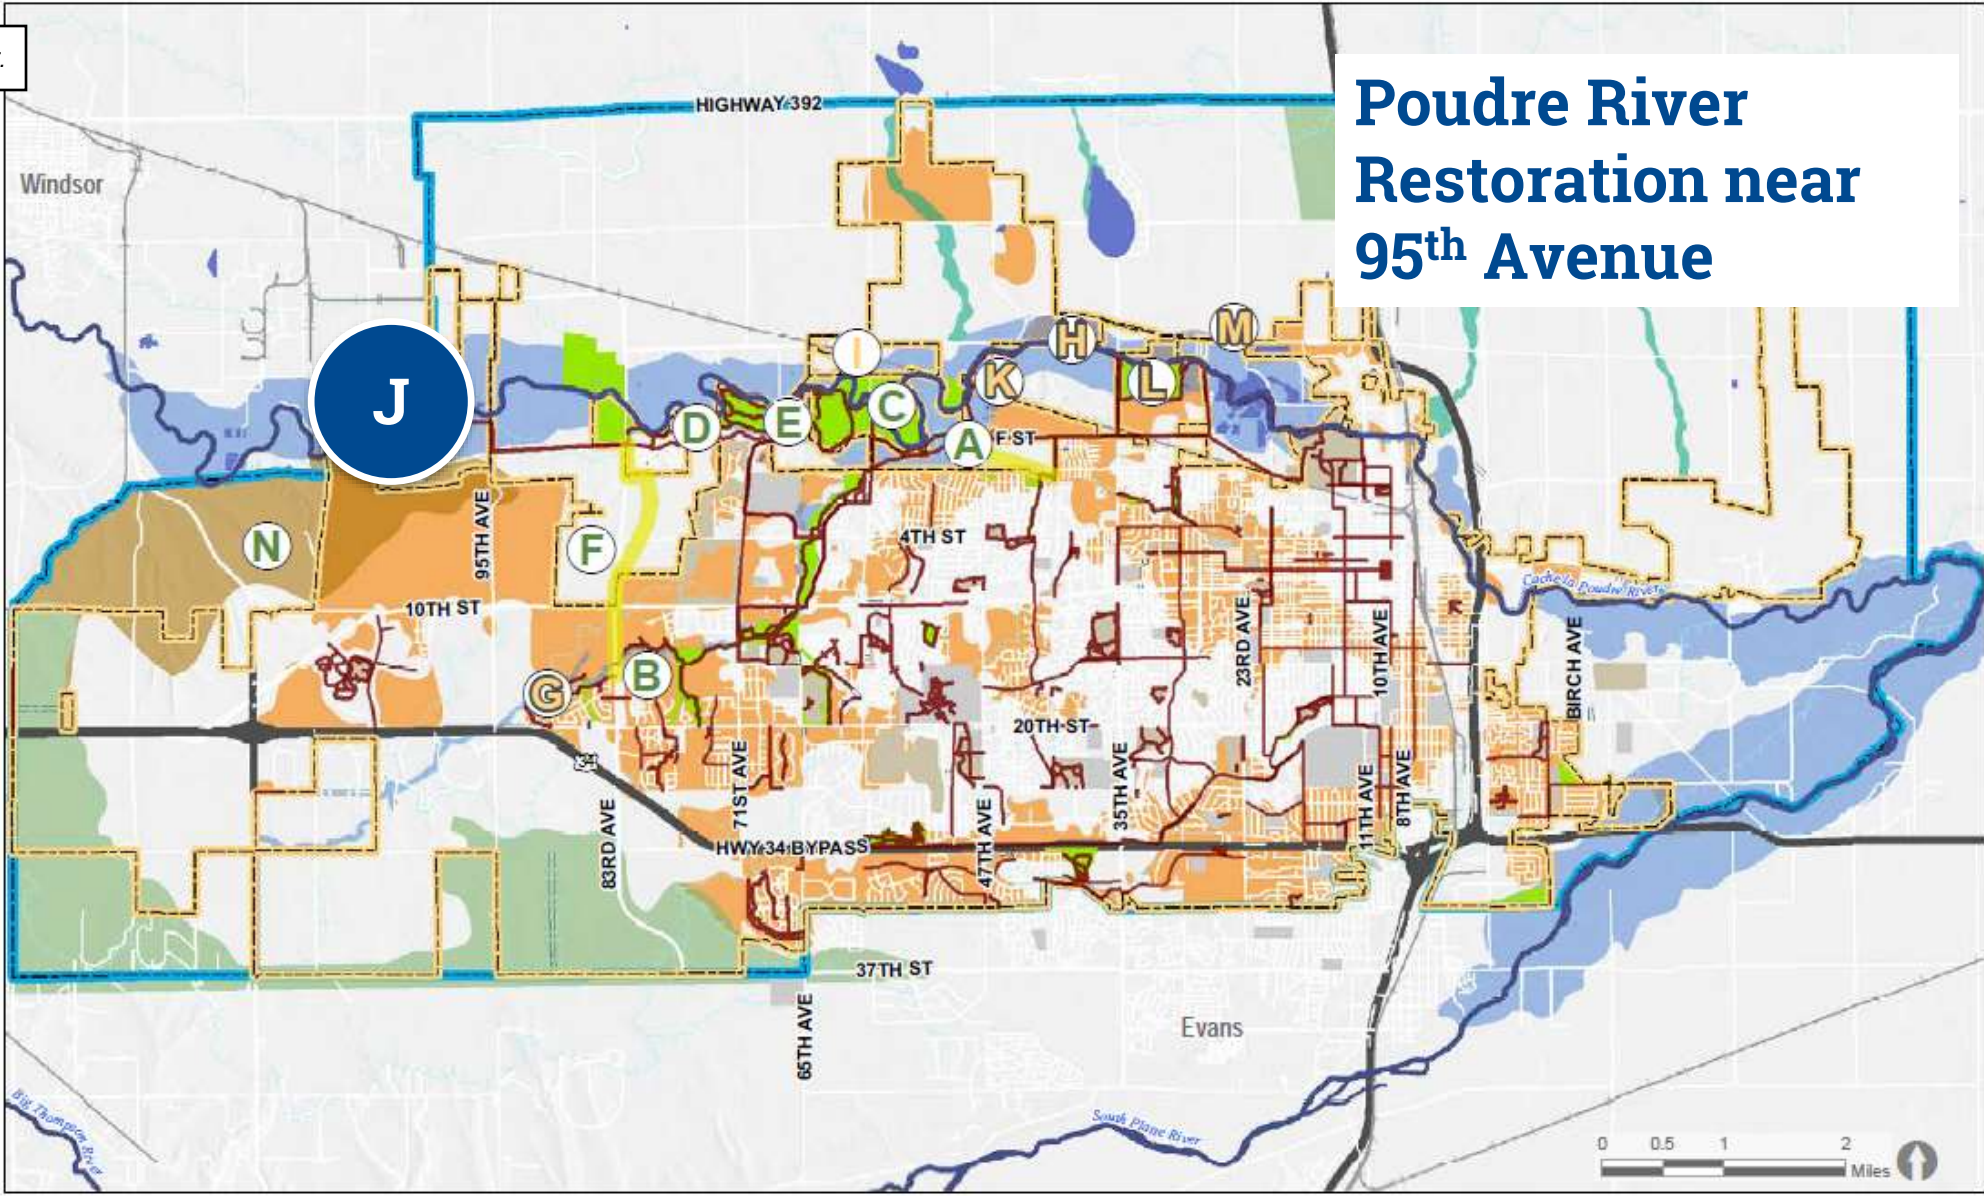 HIGHWAY 392
Poudre River
Restoration near
95th Avenue
Windsor
M
H
I
K
L
J
C
E
D
A
F ST
95TH AVE
4TH ST
N
F
Cache la Poudre River
10TH ST
23RD AVE
10TH AVE
BIRCH AVE
B
G
20TH ST
34
71ST AVE
35TH AVE
11TH AVE
8TH AVE
83RD AVE
HWY 34 BYPASS
47TH AVE
37TH ST
65TH AVE
Evans
Big Thompson River
South Platte River
0 0.5 1 2
Miles